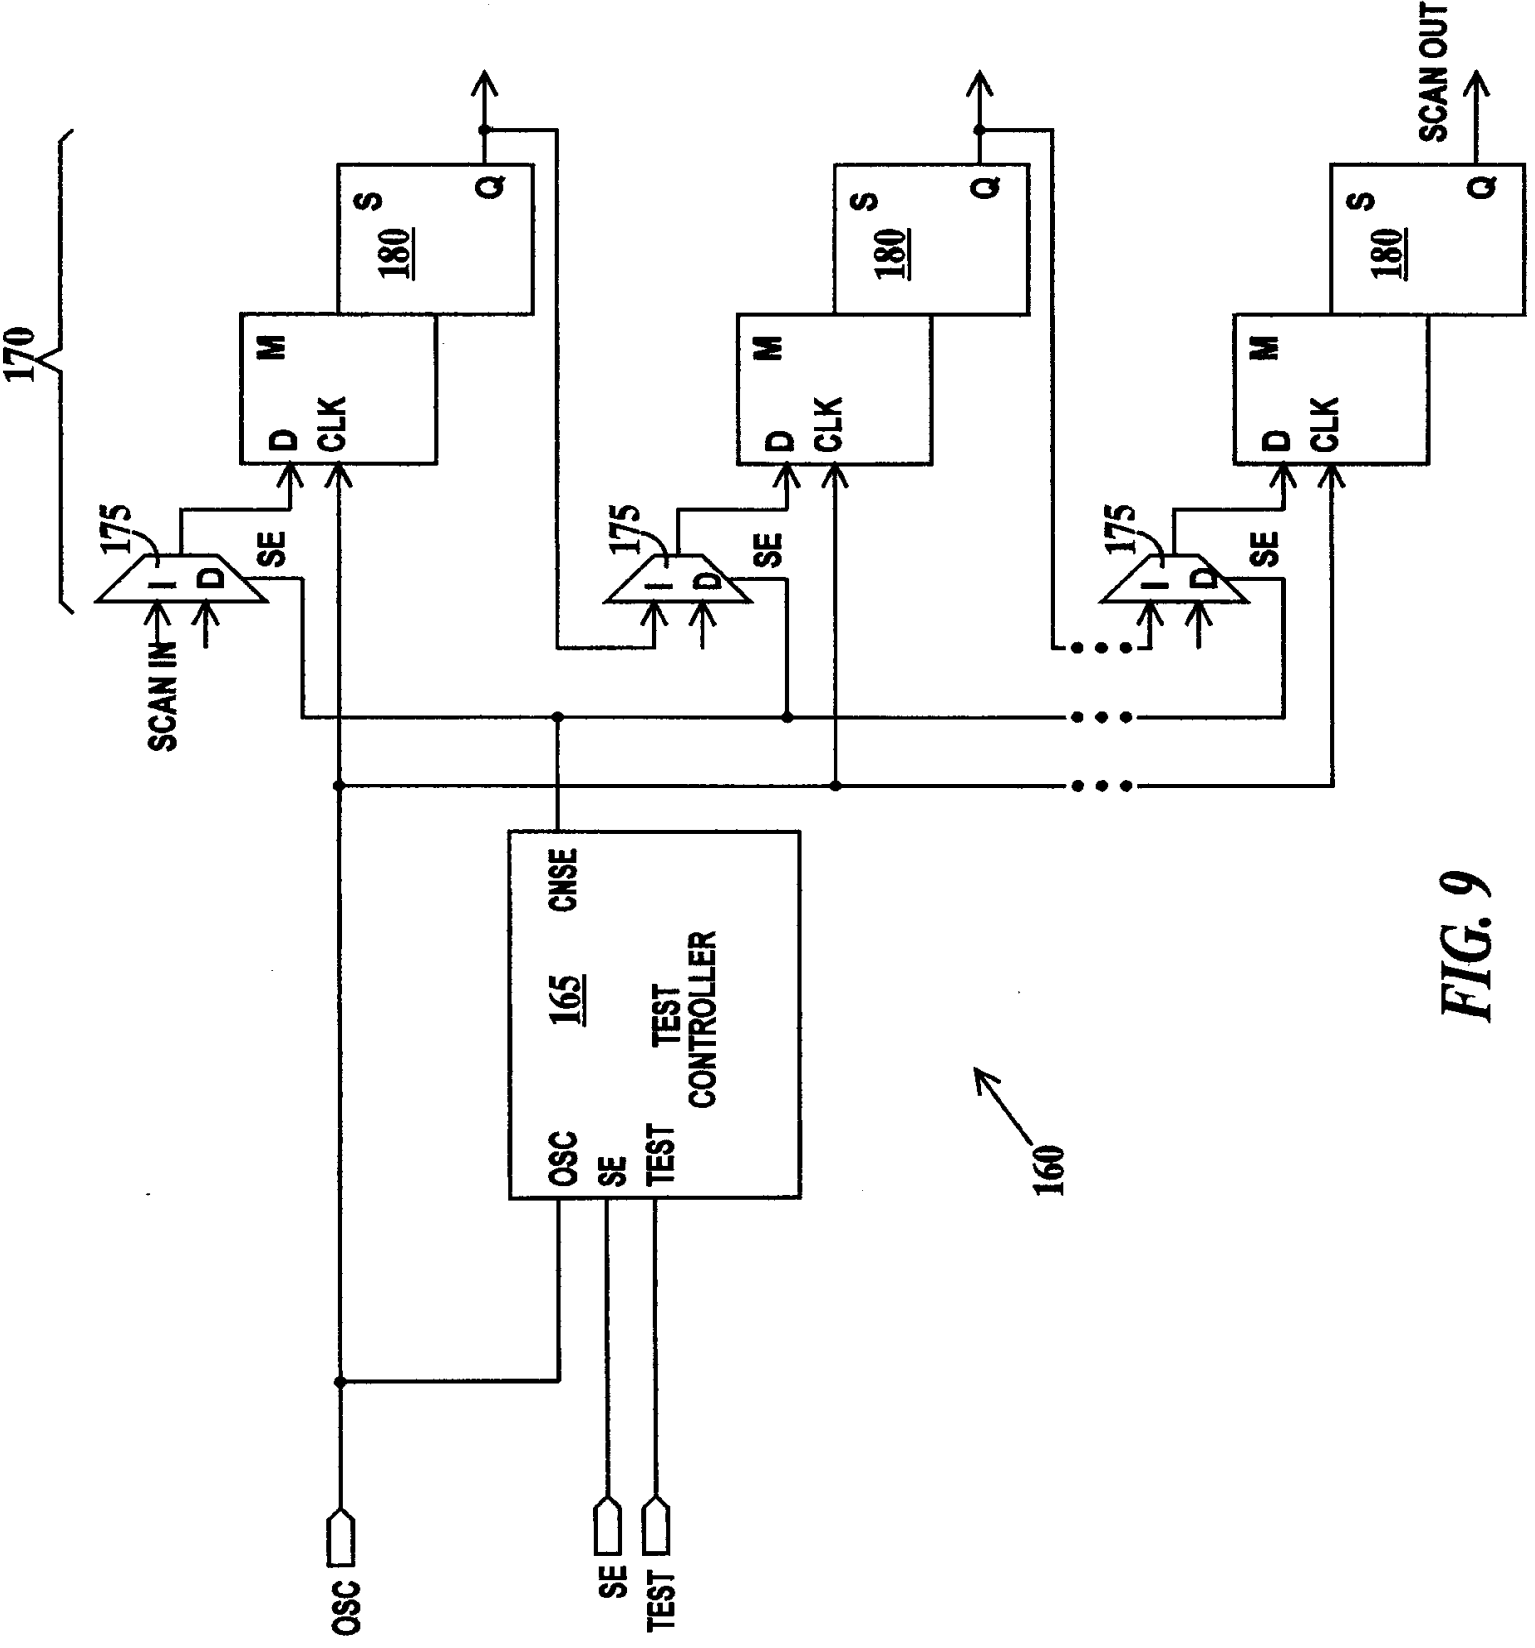 170
175
SCAN IN
I
D
SE
D
CLK
M
S
180
Q
175
I
D
SE
D
CLK
M
S
180
Q
175
I
D
SE
D
CLK
M
S
180
Q
SCAN OUT
OSC
SE
TEST
OSC
SE
TEST
165
TEST
CONTROLLER
CNSE
160
FIG. 9